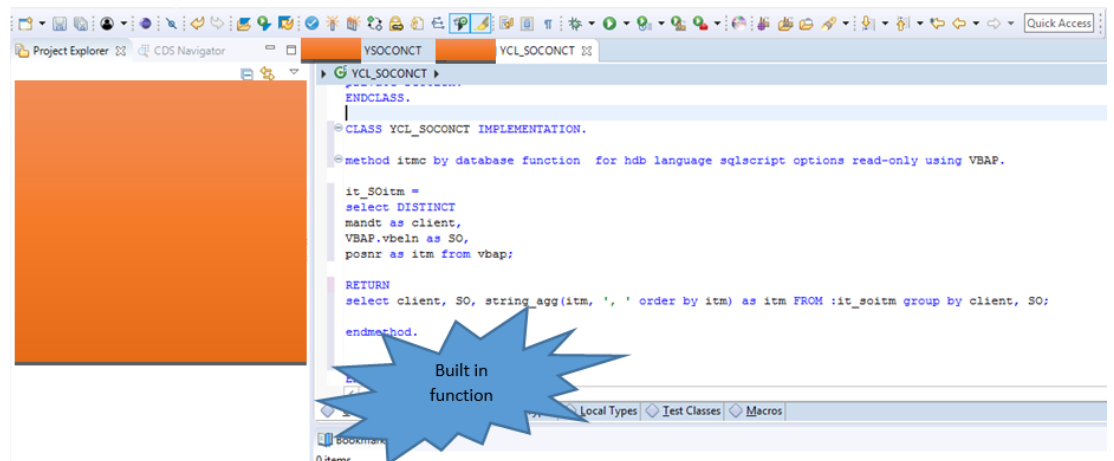 Quick Access
Project Explorer
CDS Navigator
YSOCONCT
YCL_SOCONCT
YCL_SOCONCT
ENDCLASS.
CLASS YCL_SOCONCT IMPLEMENTATION.
method itmc by database function  for hdb language sqlscript options read-only using VBAP.
it_SOitm =
select DISTINCT
mandt as client,
VBAP.vbeln as SO,
posnr as itm from vbap;
RETURN
select client, SO, string_agg(itm, ', ' order by itm) as itm FROM :it_soitm group by client, SO;
endmethod.
Built in
function
Local Types
Test Classes
Macros
0 items